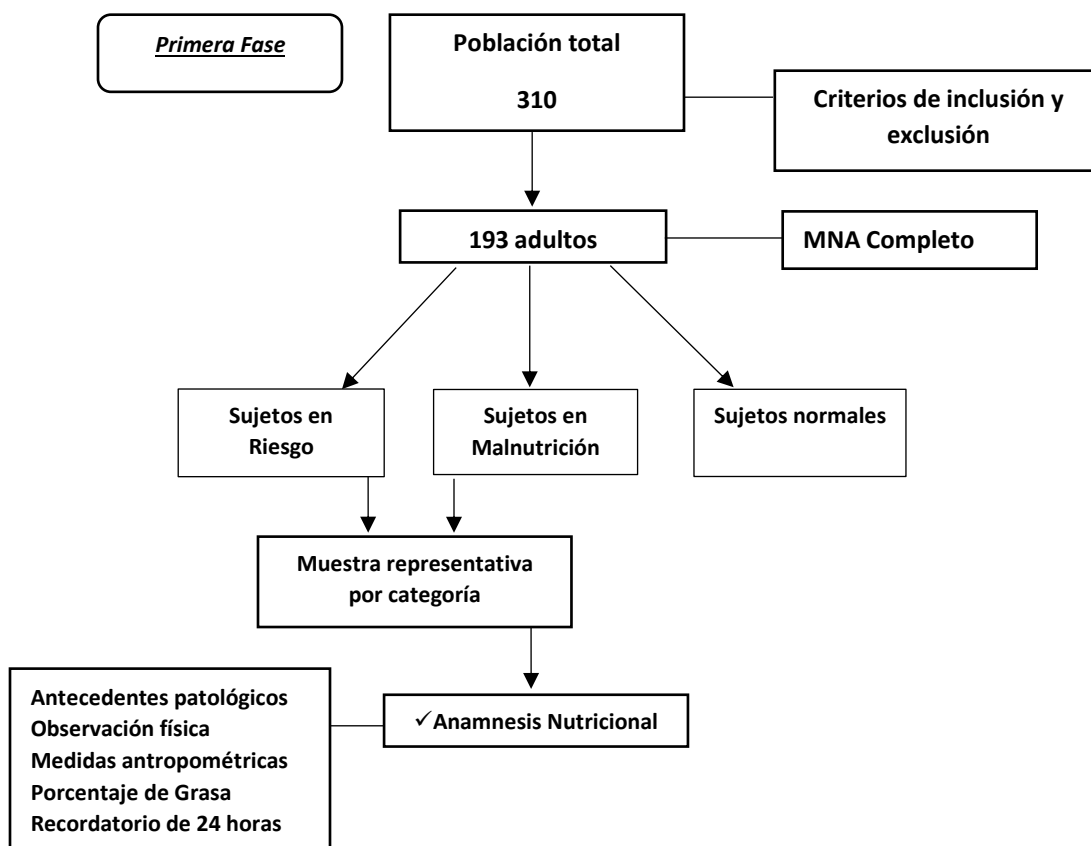 Primera Fase
Población total
310
Criterios de inclusión y
exclusión
193 adultos
MNA Completo
Sujetos en
Riesgo
Sujetos en
Malnutrición
Sujetos normales
Muestra representativa
por categoría
Antecedentes patológicos
Observación física
Medidas antropométricas
Porcentaje de Grasa
Recordatorio de 24 horas
✓Anamnesis Nutricional